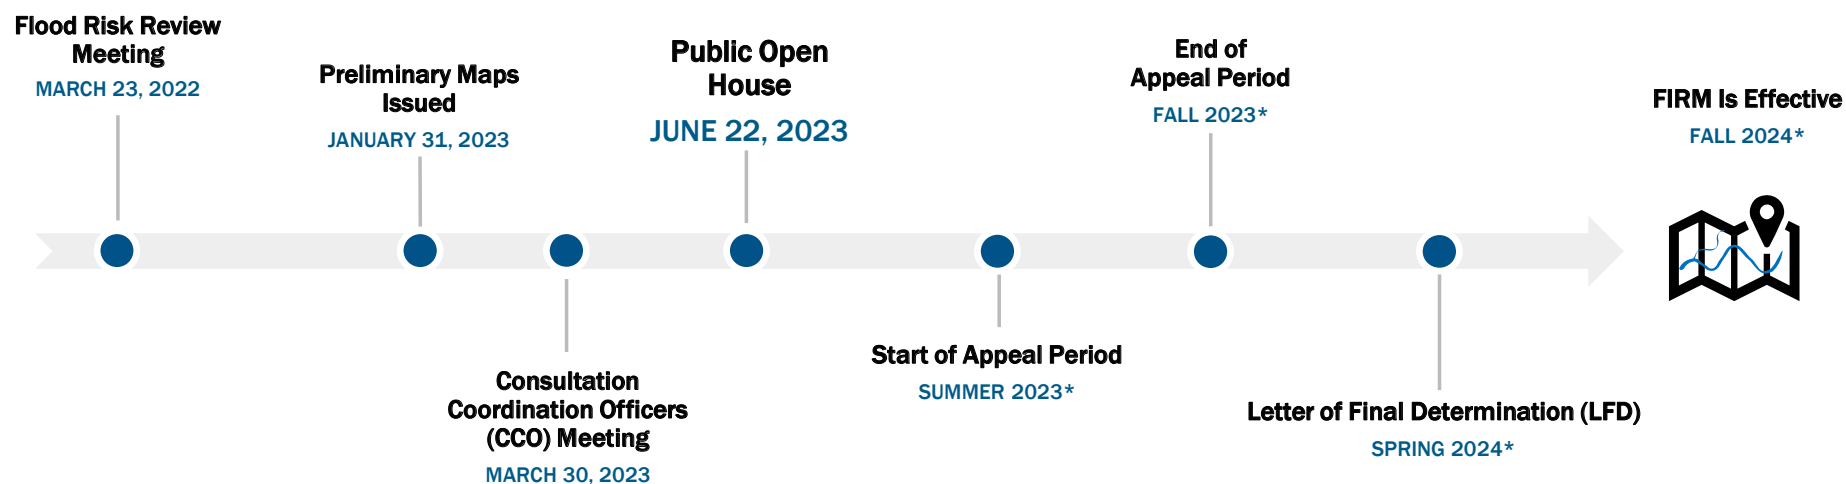 Flood Risk Review
Meeting
MARCH 23, 2022
Preliminary Maps
Issued
JANUARY 31, 2023
Consultation
Coordination Officers
(CCO) Meeting
MARCH 30, 2023
Public Open
House
JUNE 22, 2023
Start of Appeal Period
SUMMER 2023*
End of
Appeal Period
FALL 2023*
Letter of Final Determination (LFD)
SPRING 2024*
FIRM Is Effective
FALL 2024*